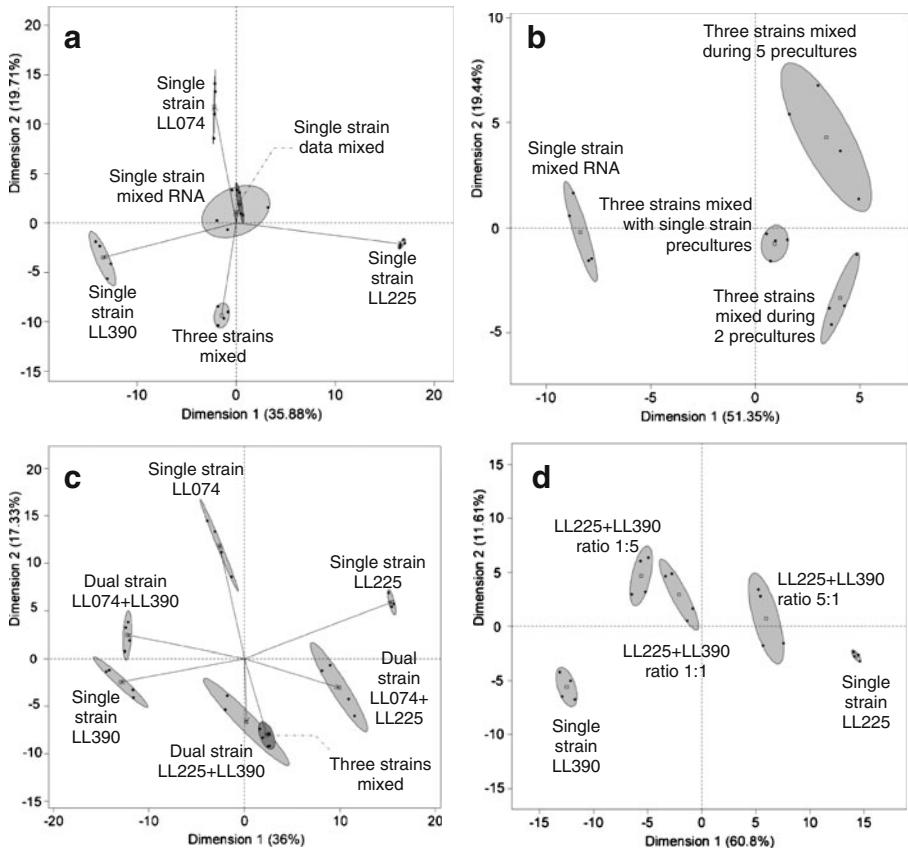 a
Dimension 2 (19.71%)
20
15
10
5
0
-5
-10
-15
Single
strain
LL074
Single strain
data mixed
Single strain
mixed RNA
Single
strain
LL390
Three strains
mixed
Single
strain
LL225
-10
0
10
20
Dimension 1 (35.88%)
b
Dimension 2 (19.44%)
10
5
0
-5
Three strains mixed
during 5 precultures
Single strain
mixed RNA
Three strains mixed
with single strain
precultures
Three strains
mixed during
2 precultures
-10
-5
0
5
Dimension 1 (51.35%)
c
Dimension 2 (17.33%)
20
15
10
5
0
-5
-10
-15
Single strain
LL074
Single strain
LL225
Dual strain
LL074+LL390
Single
strain
LL390
Dual
strain
LL074+
LL225
Dual strain
LL225+LL390
Three strains
mixed
-20
-10
0
10
20
Dimension 1 (36%)
d
Dimension 2 (11.61%)
15
10
5
0
-5
-10
-15
LL225+LL390
ratio 1:5
LL225+LL390
ratio 5:1
LL225+LL390
ratio 1:1
Single
strain
LL390
Single
strain
LL225
-15
-10
-5
0
5
10
15
Dimension 1 (60.8%)